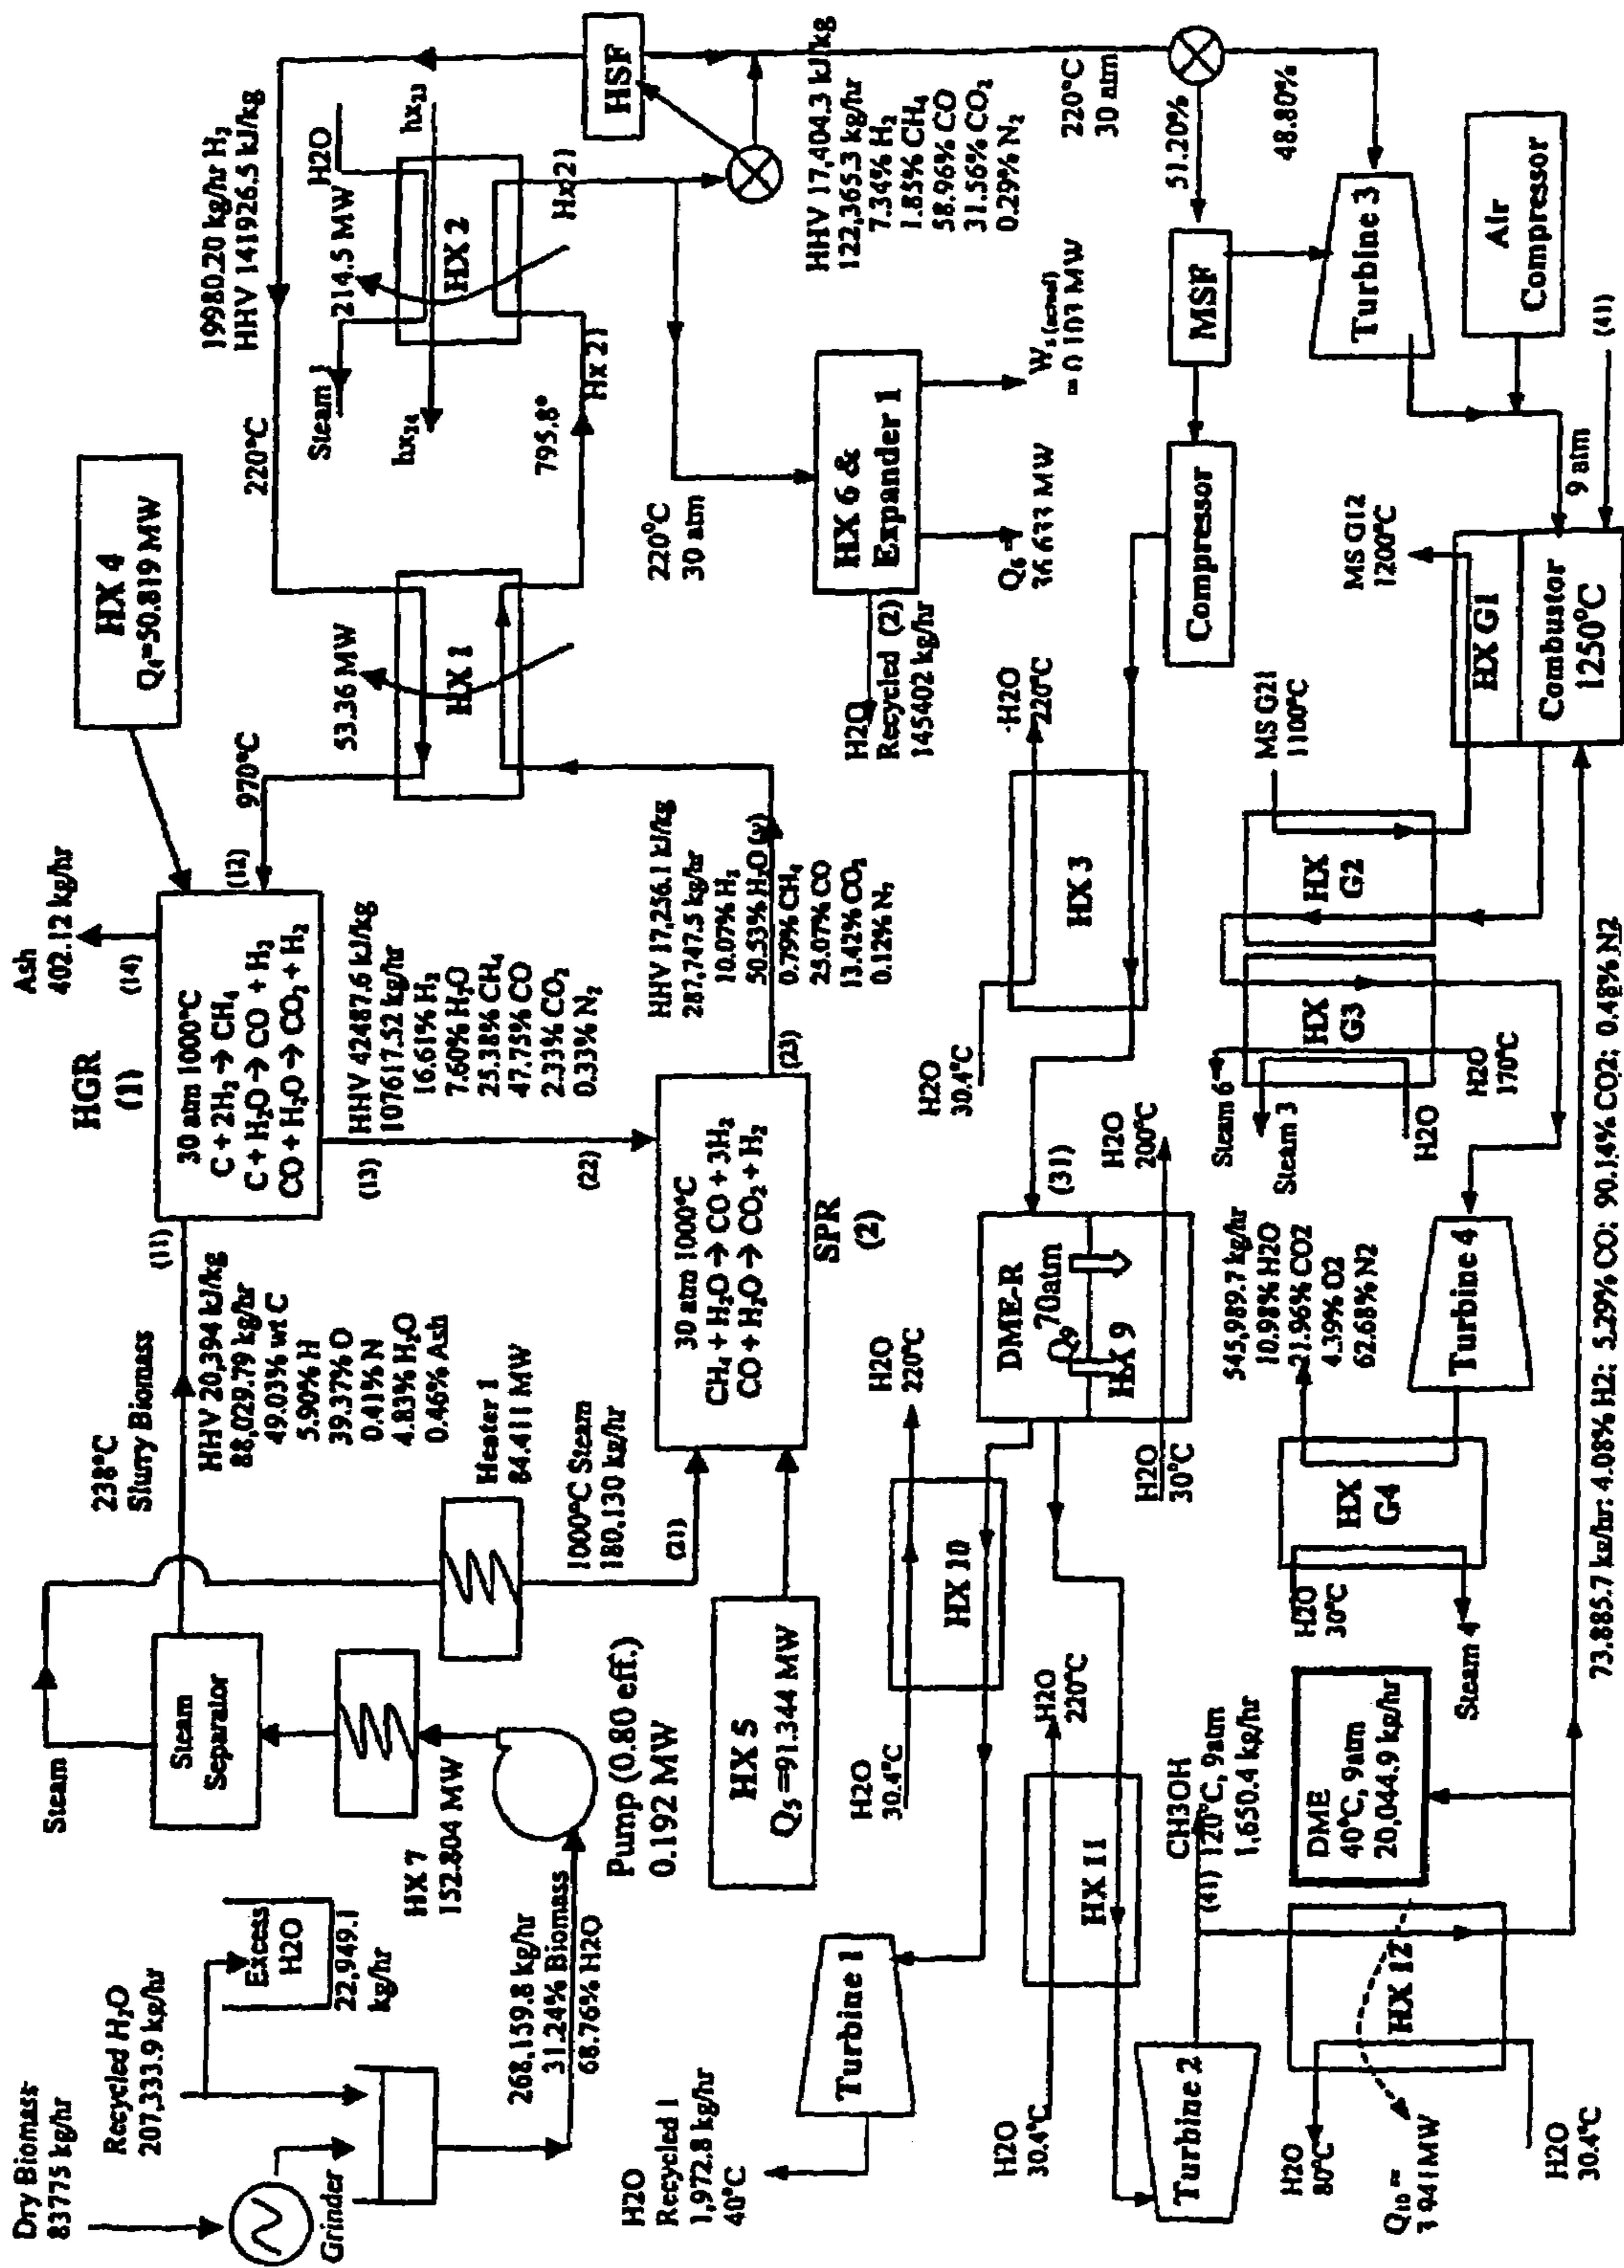 Dry Biomass
83775 kg/hr
Recycled H2O
207,333.9 kg/hr
Grinder
Excess
H2O
22,949.1
kg/hr
268,159.8 kg/hr
31.24% Biomass
68.76% H2O
Pump (0.80 eff.)
0.192 MW
HX 7
152.804 MW
Steam
Separator
Steam
238°C
Slurry Biomass
HHV 20,394 kJ/kg
88,029.79 kg/hr
49.03% wt C
5.90% H
39.37% O
0.41% N
4.83% H2O
0.46% Ash
(11)
Heater 1
84.411 MW
1000°C Steam
180,130 kg/hr
(21)
HX 5
Q5 =91.344 MW
HGR
(1)
Ash
402.12 kg/hr
(14)
30 atm 1000°C
C + 2H2 → CH4
C + H2O → CO + H2
CO + H2O → CO2 + H2
(12)
(13)
HHV 42487.6 kJ/kg
107617.52 kg/hr
16.61% H2
7.60% H2O
25.38% CH4
47.75% CO
2.33% CO2
0.33% N2
(22)
30 atm 1000°C
CH4 + H2O → CO + 3H2
CO + H2O → CO2 + H2
SPR
(2)
(23)
HHV 17,256.1 kJ/kg
287,747.5 kg/hr
10.07% H2
50.53% H2O (v)
0.79% CH4
25.07% CO
13.42% CO2
0.12% N2
HX 4
Q4=50.819 MW
970°C
53.36 MW
HX 1
220°C
19980.20 kg/hr H2
HHV 141926.5 kJ/kg
795.8°
Hx 21
Steam 1
214.5 MW
H2O
hx24
HX 2
hx23
Hx 21
HSF
220°C
30 atm
HX 6 &
Expander 1
H2O
Recycled (2)
145402 kg/hr
Q6 =
36.633 MW
W1(actual)
= 0.103 MW
HHV 17,404.3 kJ/kg
122,365.3 kg/hr
7.34% H2
1.85% CH4
58.96% CO
31.56% CO2
0.29% N2
220°C
30 atm
51.20%
48.80%
MSF
Compressor
Turbine 3
Air
Compressor
(41)
9 atm
HX 3
H2O
30.4°C
H2O
220°C
(31)
DME-R
70atm
Q9
HX 9
H2O
30°C
H2O
200°C
HX 10
H2O
30.4°C
H2O
220°C
Turbine 1
H2O
Recycled 1
1,972.8 kg/hr
40°C
HX 11
H2O
30.4°C
H2O
220°C
Turbine 2
CH3OH
(41) 120°C, 9atm
1,650.4 kg/hr
HX 12
H2O
80°C
Q10 =
3.941MW
H2O
30.4°C
DME
40°C, 9atm
20,044.9 kg/hr
73.885.7 kg/hr: 4.08% H2: 5.29% CO: 90.14% CO2; 0.48% N2
HX G1
Combustor
1250°C
MS G12
1200°C
MS G21
1100°C
HX
G2
HX
G3
Steam 6
Steam 3
H2O
H2O
170°C
Turbine 4
545,989.7 kg/hr
10.98% H2O
21.96% CO2
4.39% O2
62.68% N2
HX
G4
H2O
30°C
Steam 4